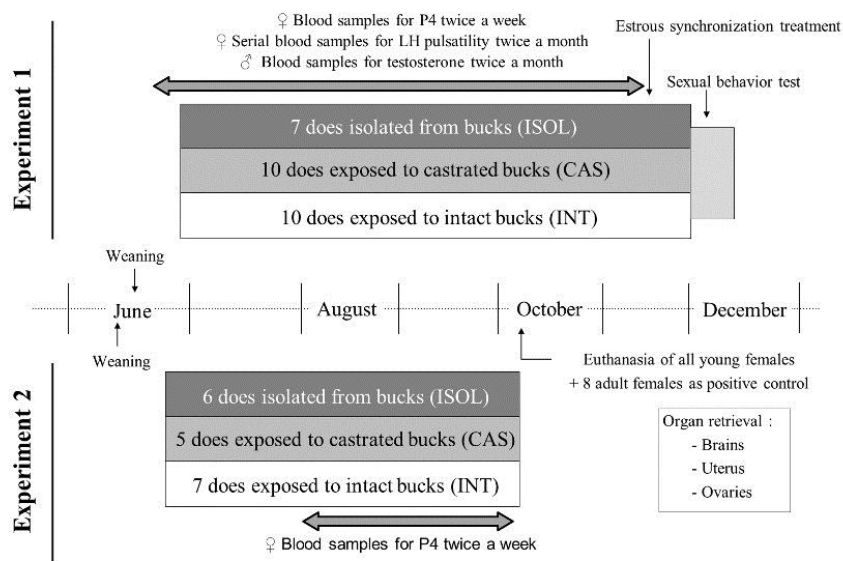 Experiment 1
♀ Blood samples for P4 twice a week
♀ Serial blood samples for LH pulsatility twice a month
♂ Blood samples for testosterone twice a month
Estrous synchronization treatment
Sexual behavior test
7 does isolated from bucks (ISOL)
10 does exposed to castrated bucks (CAS)
10 does exposed to intact bucks (INT)
Weaning
June
August
October
December
Weaning
Euthanasia of all young females
+ 8 adult females as positive control
Experiment 2
6 does isolated from bucks (ISOL)
5 does exposed to castrated bucks (CAS)
7 does exposed to intact bucks (INT)
Organ retrieval :
- Brains
- Uterus
- Ovaries
♀ Blood samples for P4 twice a week